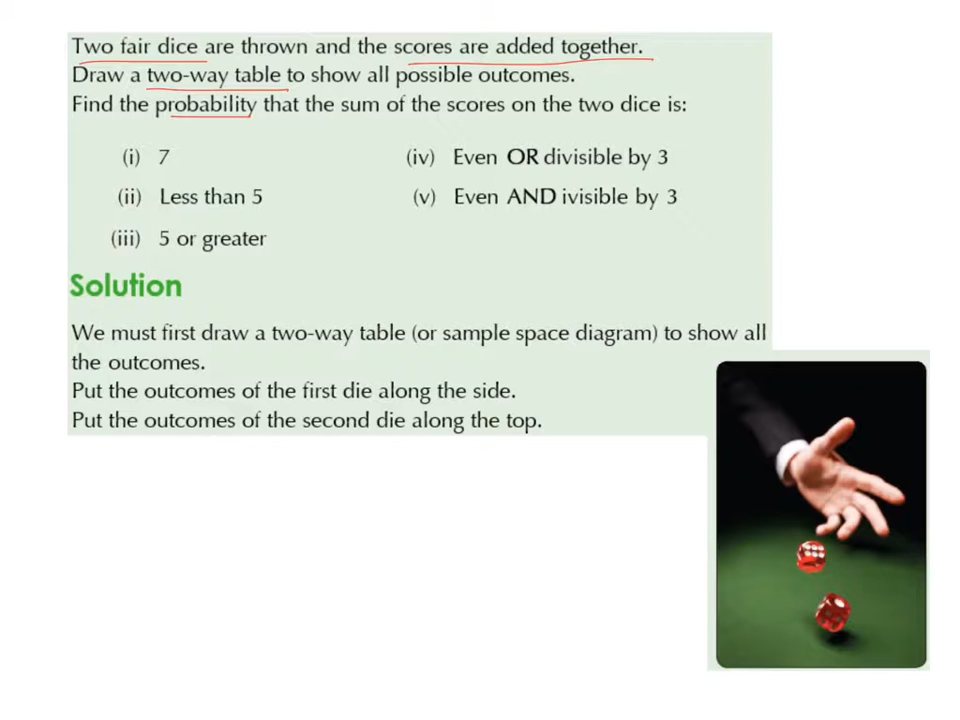 Two fair dice are thrown and the scores are added together.
Draw a two-way table to show all possible outcomes.
Find the probability that the sum of the scores on the two dice is:
(i) 7
(ii) Less than 5
(iii) 5 or greater
(iv) Even OR divisible by 3
(v) Even AND ivisible by 3
Solution
We must first draw a two-way table (or sample space diagram) to show all
the outcomes.
Put the outcomes of the first die along the side.
Put the outcomes of the second die along the top.